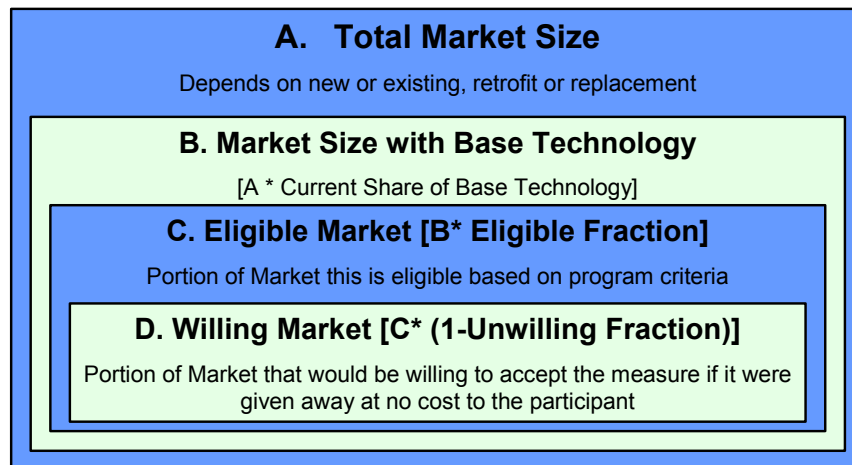 A. Total Market Size
Depends on new or existing, retrofit or replacement
B. Market Size with Base Technology
[A * Current Share of Base Technology]
C. Eligible Market [B* Eligible Fraction]
Portion of Market this is eligible based on program criteria
D. Willing Market [C* (1-Unwilling Fraction)]
Portion of Market that would be willing to accept the measure if it were
given away at no cost to the participant